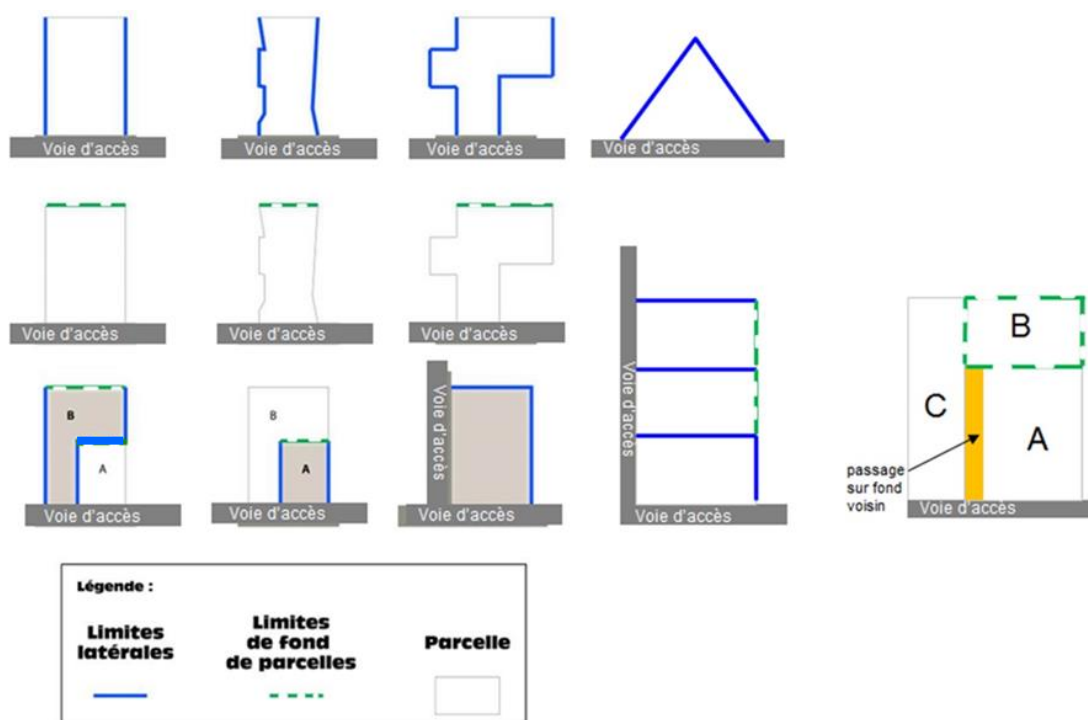 Voie d'accès
Voie d'accès
Voie d'accès
Voie d'accès
Voie d'accès
Voie d'accès
Voie d'accès
B
A
Voie d'accès
B
A
Voie d'accès
Voie d'accès
Voie d'accès
Voie d'accès
Voie d'accès
B
C
A
passage
sur fond
voisin
Voie d'accès
Légende :
Limites
latérales
Limites
de fond
de parcelles
Parcelle